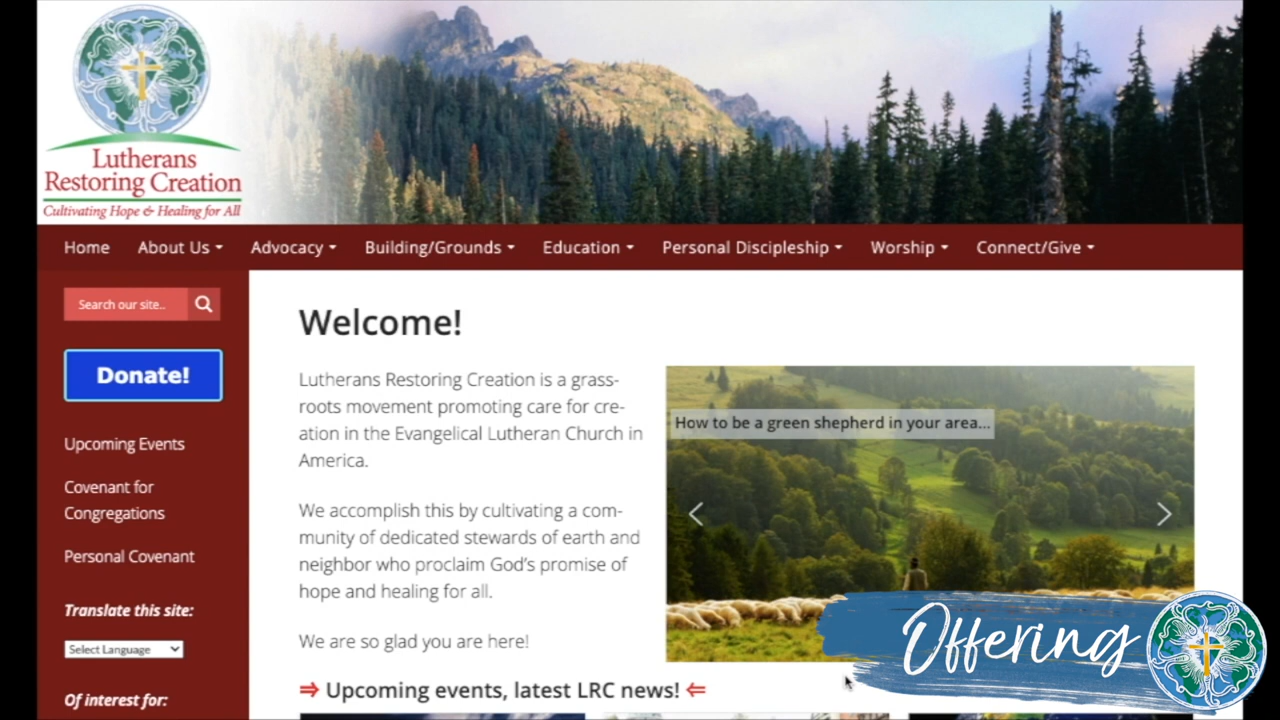 Lutherans
Restoring Creation
Cultivating Hope & Healing for All
Home About Us Advocacy Building/Grounds Education Personal Discipleship Worship Connect/Give
Search our site..
Donate!
Upcoming Events
Covenant for
Congregations
Personal Covenant
Translate this site:
Select Language
Of interest for:
Welcome!
Lutherans Restoring Creation is a grass-
roots movement promoting care for cre-
ation in the Evangelical Lutheran Church in
America.
We accomplish this by cultivating a com-
munity of dedicated stewards of earth and
neighbor who proclaim God's promise of
hope and healing for all.
We are so glad you are here!
How to be a green shepherd in your area...
⇒ Upcoming events, latest LRC news! ⇐
Offering